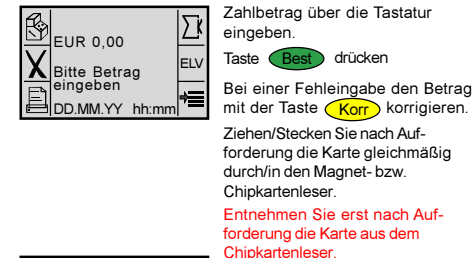 EUR 0,00
Bitte Betrag
eingeben
DD.MM.YY hh:mm
ELV
Zahlbetrag über die Tastatur
eingeben.
Taste Best drücken
Bei einer Fehleingabe den Betrag
mit der Taste Korr korrigieren.
Ziehen/Stecken Sie nach Auf-
forderung die Karte gleichmäßig
durch/in den Magnet- bzw.
Chipkartenleser.
Entnehmen Sie erst nach Auf-
forderung die Karte aus dem
Chipkartenleser.